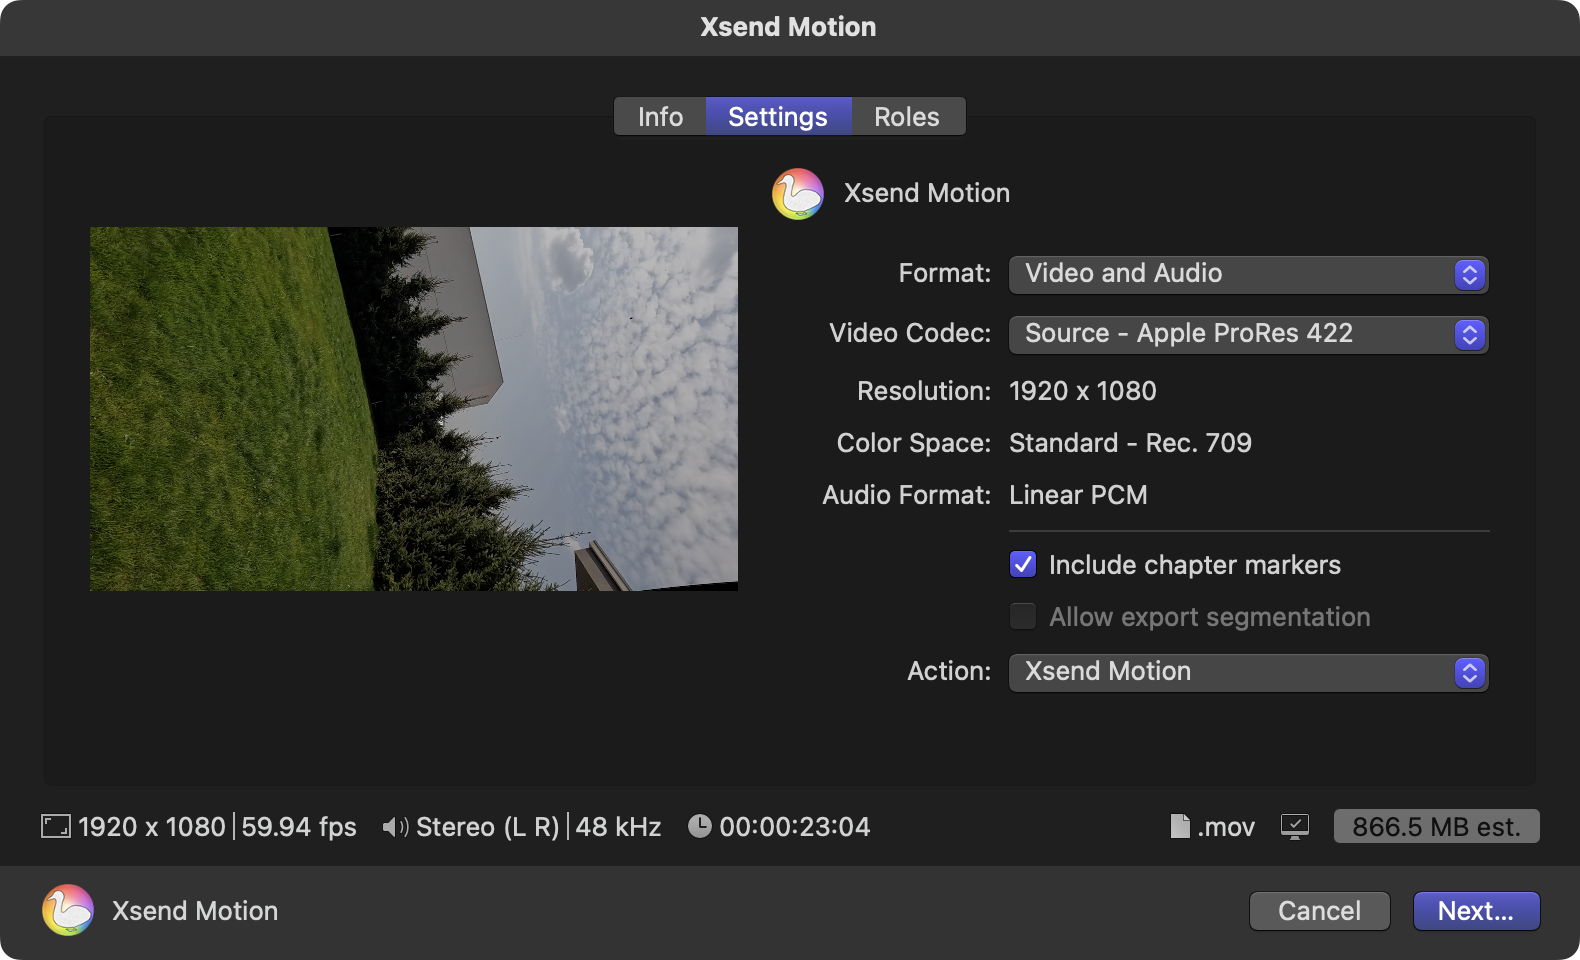 Xsend Motion
Info Settings Roles
Xsend Motion
Format: Video and Audio
Video Codec: Source - Apple ProRes 422
Resolution: 1920 x 1080
Color Space: Standard - Rec. 709
Audio Format: Linear PCM
Include chapter markers
Allow export segmentation
Action: Xsend Motion
1920 x 1080 | 59.94 fps Stereo (L R) | 48 kHz 00:00:23:04 .mov 866.5 MB est.
Xsend Motion Cancel Next...